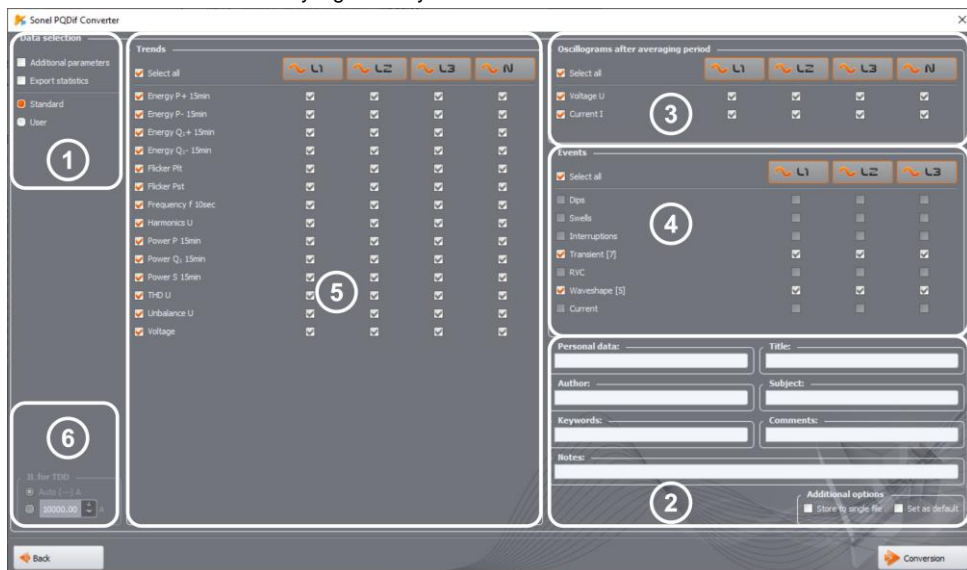 Sonel PQDif Converter
Data selection
Additional parameters
Export statistics
Standard
User
1
6
IL for TDD
Auto (---) A
10000.00 A
Trends
Select all L1 L2 L3 N
Energy P+ 15min
Energy P- 15min
Energy Q₁+ 15min
Energy Q₁- 15min
Flicker Plt
Flicker Pst
Frequency f 10sec
Harmonics U
Power P 15min
Power Q₁ 15min
Power S 15min
THD U
Unbalance U
Voltage
5
Oscillograms after averaging period
Select all L1 L2 L3 N
Voltage U
Current I
3
Events
Select all L1 L2 L3
Dips
Swells
Interruptions
Transient [7]
RVC
Waveshape [5]
Current
4
Personal data: Title:
Author: Subject:
Keywords: Comments:
Notes:
2
Additional options
Store to single file Set as default
Back
Conversion